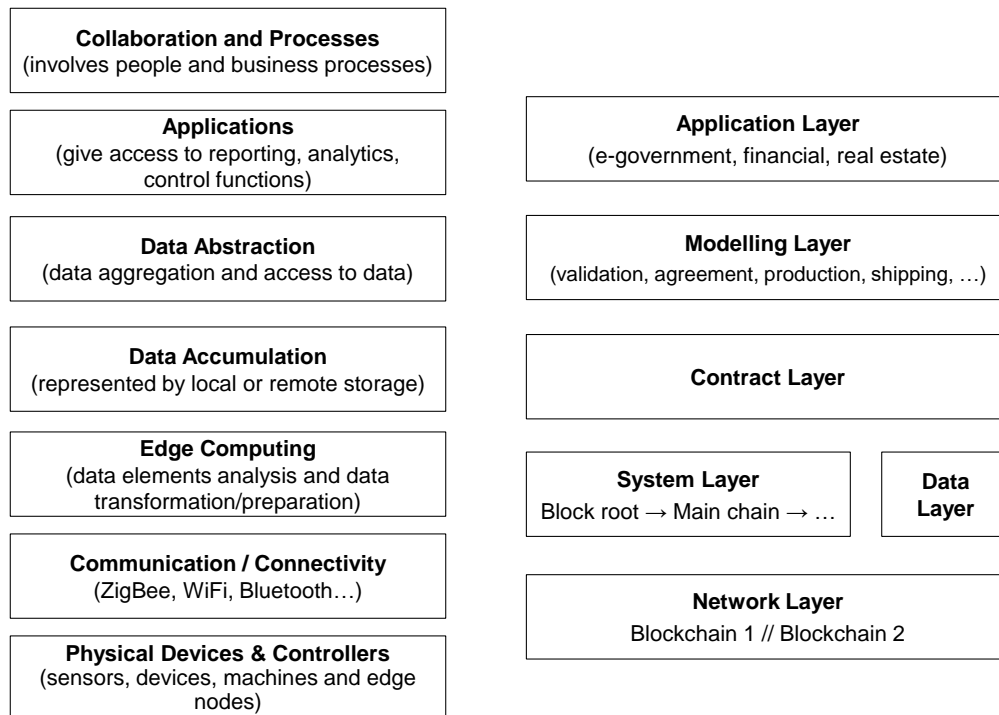 Collaboration and Processes
(involves people and business processes)
Applications
(give access to reporting, analytics,
control functions)
Data Abstraction
(data aggregation and access to data)
Data Accumulation
(represented by local or remote storage)
Edge Computing
(data elements analysis and data
transformation/preparation)
Communication / Connectivity
(ZigBee, WiFi, Bluetooth…)
Physical Devices & Controllers
(sensors, devices, machines and edge
nodes)
Application Layer
(e-government, financial, real estate)
Modelling Layer
(validation, agreement, production, shipping, …)
Contract Layer
System Layer
Block root → Main chain → …
Data
Layer
Network Layer
Blockchain 1 // Blockchain 2